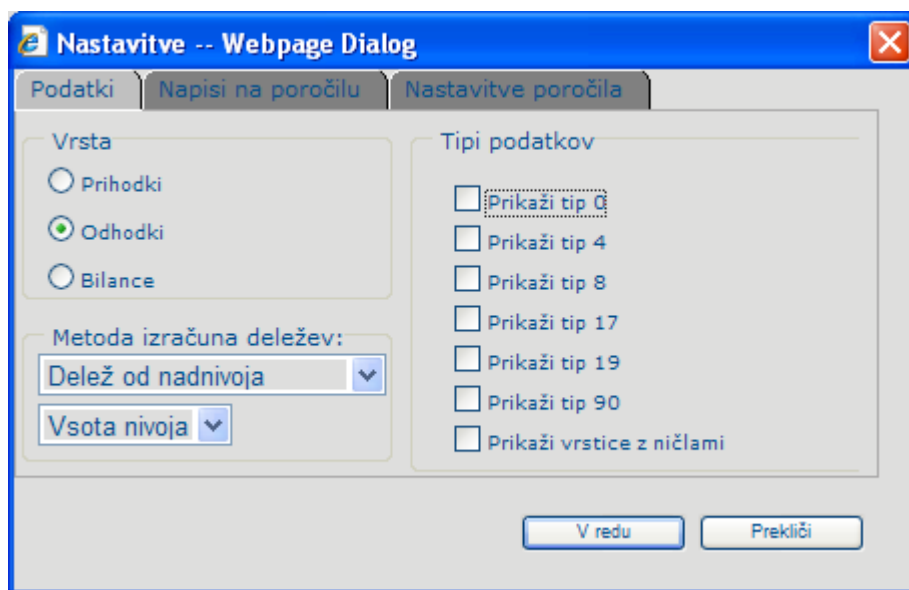 Nastavitve -- Webpage Dialog
Podatki Napisi na poročilu Nastavitve poročila
Vrsta
Prihodki
Odhodki
Bilance
Metoda izračuna deležev:
Delež od nadnivoja
Vsota nivoja
Tipi podatkov
Prikaži tip 0
Prikaži tip 4
Prikaži tip 8
Prikaži tip 17
Prikaži tip 19
Prikaži tip 90
Prikaži vrstice z ničlami
V redu Prekliči